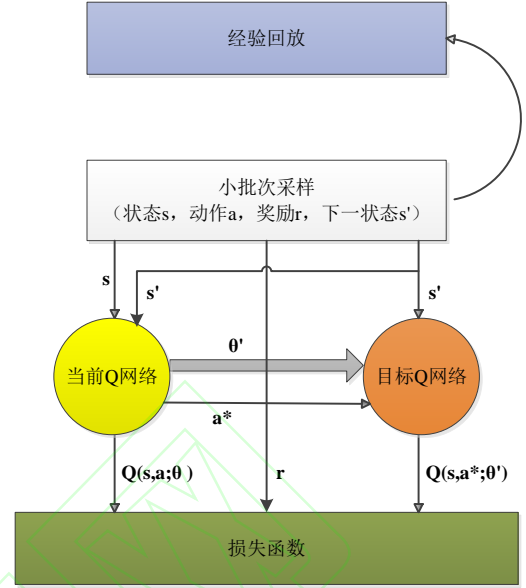 经验回放
小批次采样
（状态s，动作a，奖励r，下一状态s'）
s
s'
s'
θ'
当前Q网络
目标Q网络
a*
Q(s,a;θ )
r
Q(s,a*;θ')
损失函数